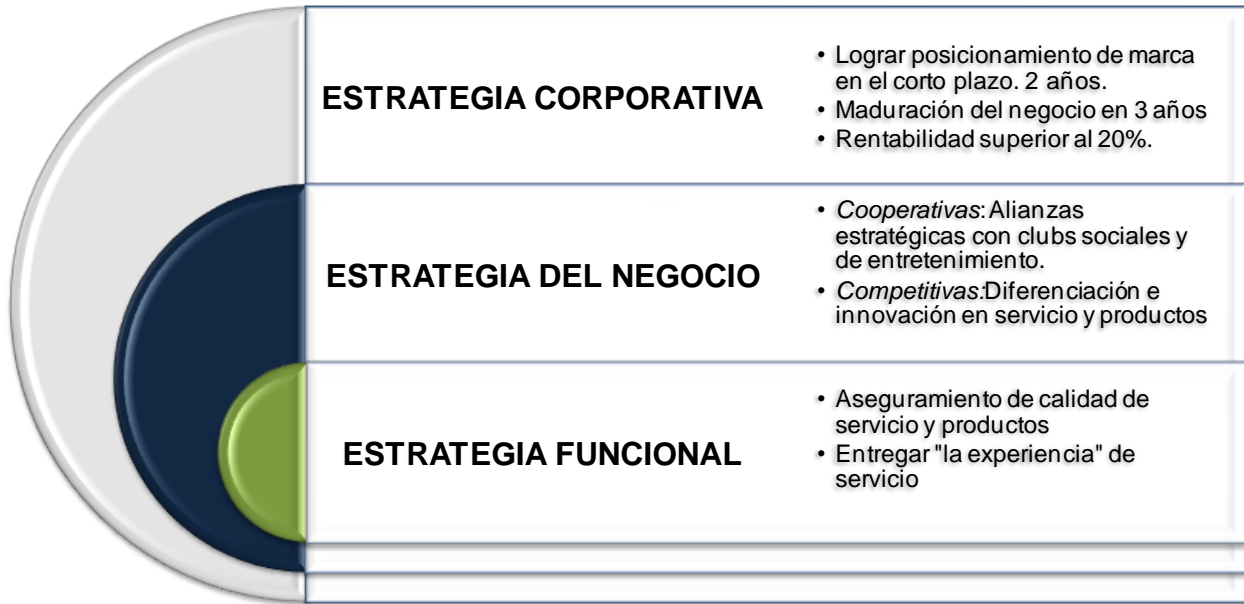 ESTRATEGIA CORPORATIVA
• Lograr posicionamiento de marca
en el corto plazo. 2 años.
• Maduración del negocio en 3 años
• Rentabilidad superior al 20%.
ESTRATEGIA DEL NEGOCIO
• Cooperativas: Alianzas
estratégicas con clubs sociales y
de entretenimiento.
• Competitivas:Diferenciación e
innovación en servicio y productos
ESTRATEGIA FUNCIONAL
• Aseguramiento de calidad de
servicio y productos
• Entregar "la experiencia" de
servicio